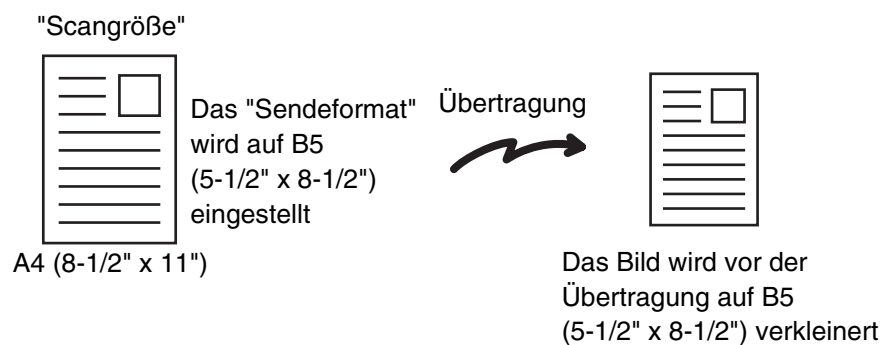 "Scangröße"
Das "Sendeformat"
wird auf B5
(5-1/2" x 8-1/2")
eingestellt
A4 (8-1/2" x 11")
Übertragung
Das Bild wird vor der
Übertragung auf B5
(5-1/2" x 8-1/2") verkleinert